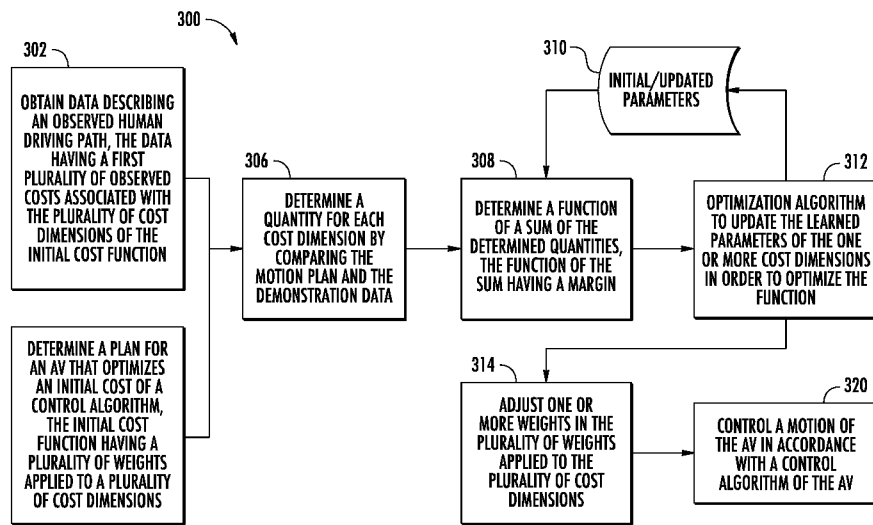 300
302
OBTAIN DATA DESCRIBING
AN OBSERVED HUMAN
DRIVING PATH, THE DATA
HAVING A FIRST
PLURALITY OF OBSERVED
COSTS ASSOCIATED WITH
THE PLURALITY OF COST
DIMENSIONS OF THE
INITIAL COST FUNCTION
DETERMINE A PLAN FOR
AN AV THAT OPTIMIZES
AN INITIAL COST OF A
CONTROL ALGORITHM,
THE INITIAL COST
FUNCTION HAVING A
PLURALITY OF WEIGHTS
APPLIED TO A PLURALITY
OF COST DIMENSIONS
306
DETERMINE A
QUANTITY FOR EACH
COST DIMENSION BY
COMPARING THE
MOTION PLAN AND THE
DEMONSTRATION DATA
308
DETERMINE A FUNCTION
OF A SUM OF THE
DETERMINED QUANTITIES,
THE FUNCTION OF THE
SUM HAVING A MARGIN
310
INITIAL/UPDATED
PARAMETERS
312
OPTIMIZATION ALGORITHM
TO UPDATE THE LEARNED
PARAMETERS OF THE ONE
OR MORE COST DIMENSIONS
IN ORDER TO OPTIMIZE THE
FUNCTION
314
ADJUST ONE OR
MORE WEIGHTS IN THE
PLURALITY OF WEIGHTS
APPLIED TO THE
PLURALITY OF COST
DIMENSIONS
320
CONTROL A MOTION OF
THE AV IN ACCORDANCE
WITH A CONTROL
ALGORITHM OF THE AV